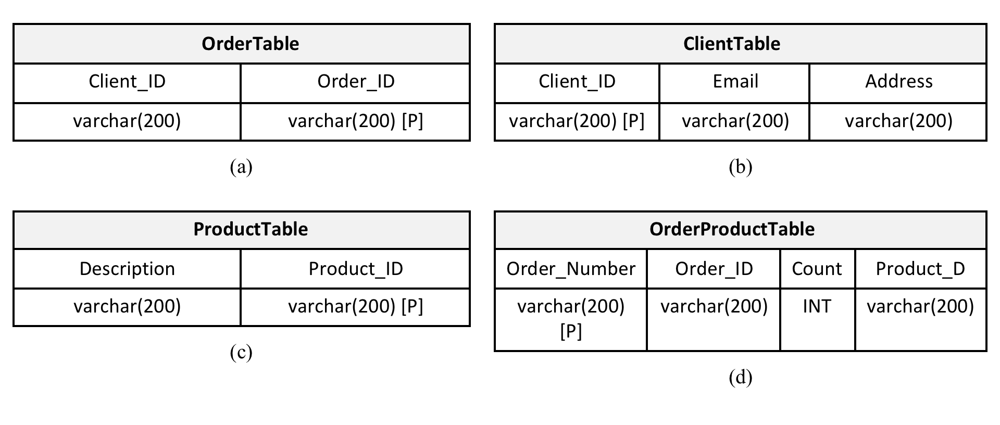 OrderTable
Client_ID Order_ID
varchar(200) varchar(200) [P]
(a)
ClientTable
Client_ID Email Address
varchar(200) [P] varchar(200) varchar(200)
(b)
ProductTable
Description Product_ID
varchar(200) varchar(200) [P]
(c)
OrderProductTable
Order_Number Order_ID Count Product_D
varchar(200) varchar(200) INT varchar(200)
[P]
(d)